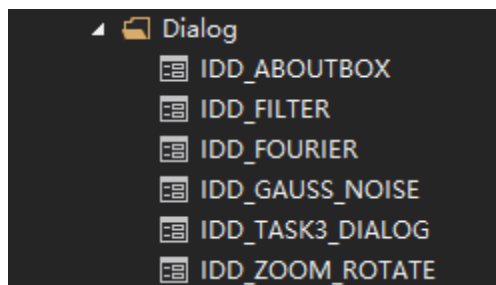 Dialog
IDD_ABOUTBOX
IDD_FILTER
IDD_FOURIER
IDD_GAUSS_NOISE
IDD_TASK3_DIALOG
IDD_ZOOM_ROTATE